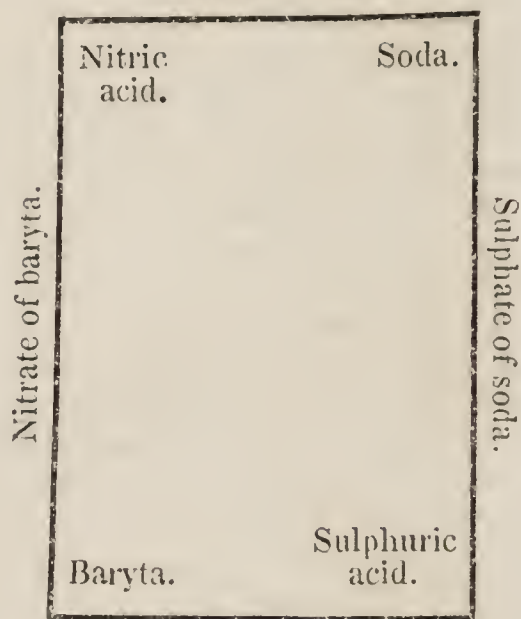 Nitric
acid.
Soda.
Nitrate of baryta.
Sulphate of soda.
Baryta.
Sulphuric
acid.